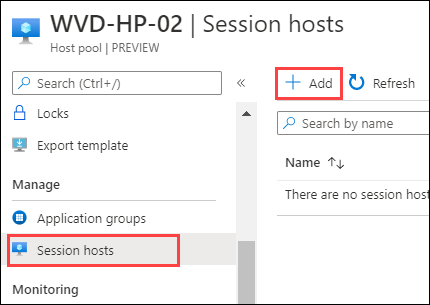 WVD-HP-02 | Session hosts
Host pool | PREVIEW
Search (Ctrl+/)
«
Locks
Export template
Manage
Application groups
Session hosts
Monitoring
+ Add
Refresh
Search by name
Name ↑↓
There are no session host